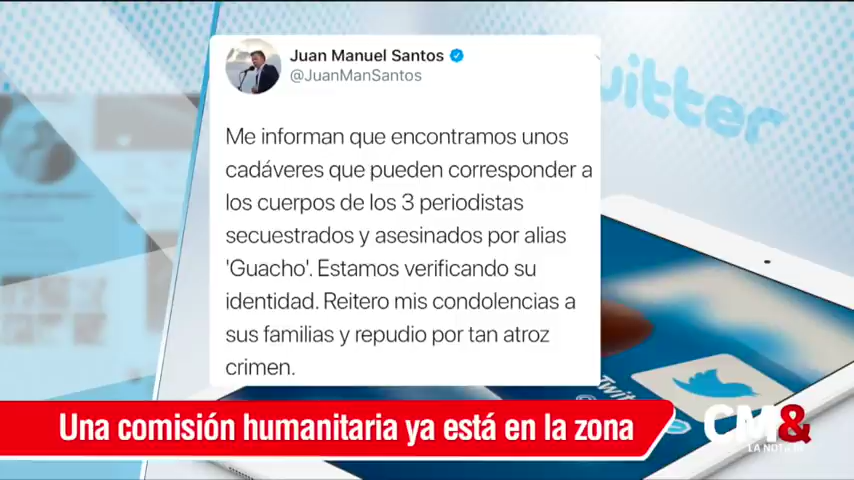 Juan Manuel Santos
@JuanManSantos
Me informan que encontramos unos
cadáveres que pueden corresponder a
los cuerpos de los 3 periodistas
secuestrados y asesinados por alias
'Guacho'. Estamos verificando su
identidad. Reitero mis condolencias a
sus familias y repudio por tan atroz
crimen.
twitter
Una comisión humanitaria ya está en la zona
CM&
LA NOTICIA